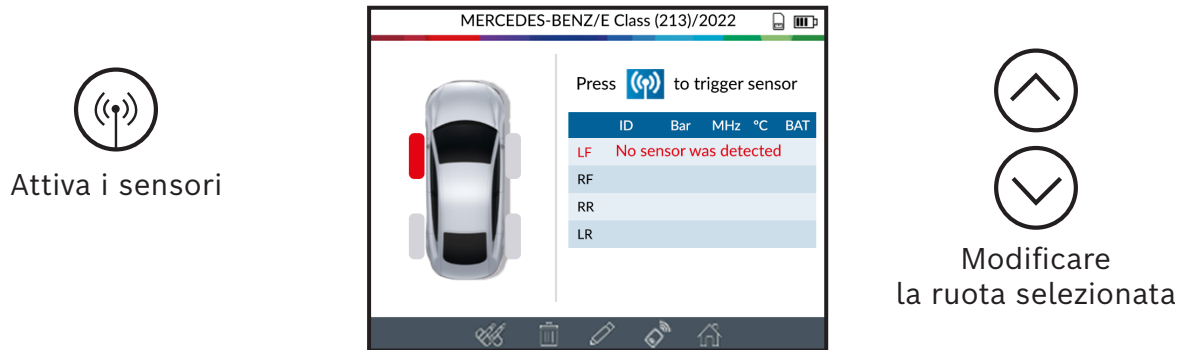 MERCEDES-BENZ/E Class (213)/2022
Attiva i sensori
Press to trigger sensor
ID Bar MHz °C BAT
LF No sensor was detected
RF
RR
LR
Modificare
la ruota selezionata